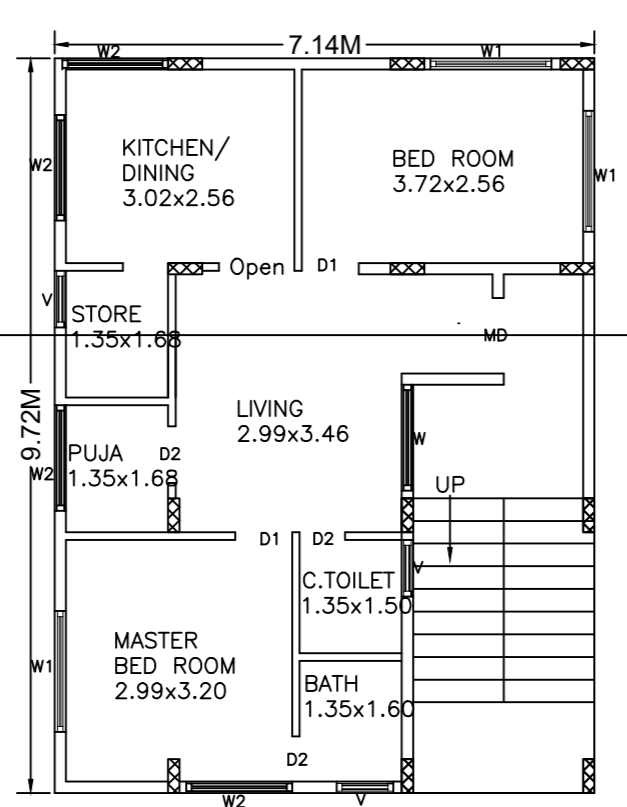 7.14M
W2
W1
KITCHEN/
DINING
3.02x2.56
BED ROOM
3.72x2.56
W2
W1
Open
D1
V
STORE
1.35x1.68
MD
9.72M
LIVING
2.99x3.46
W
PUJA
1.35x1.68
D2
W2
UP
D1
D2
C.TOILET
1.35x1.50
V
MASTER
BED ROOM
2.99x3.20
W1
BATH
1.35x1.60
D2
W2
V